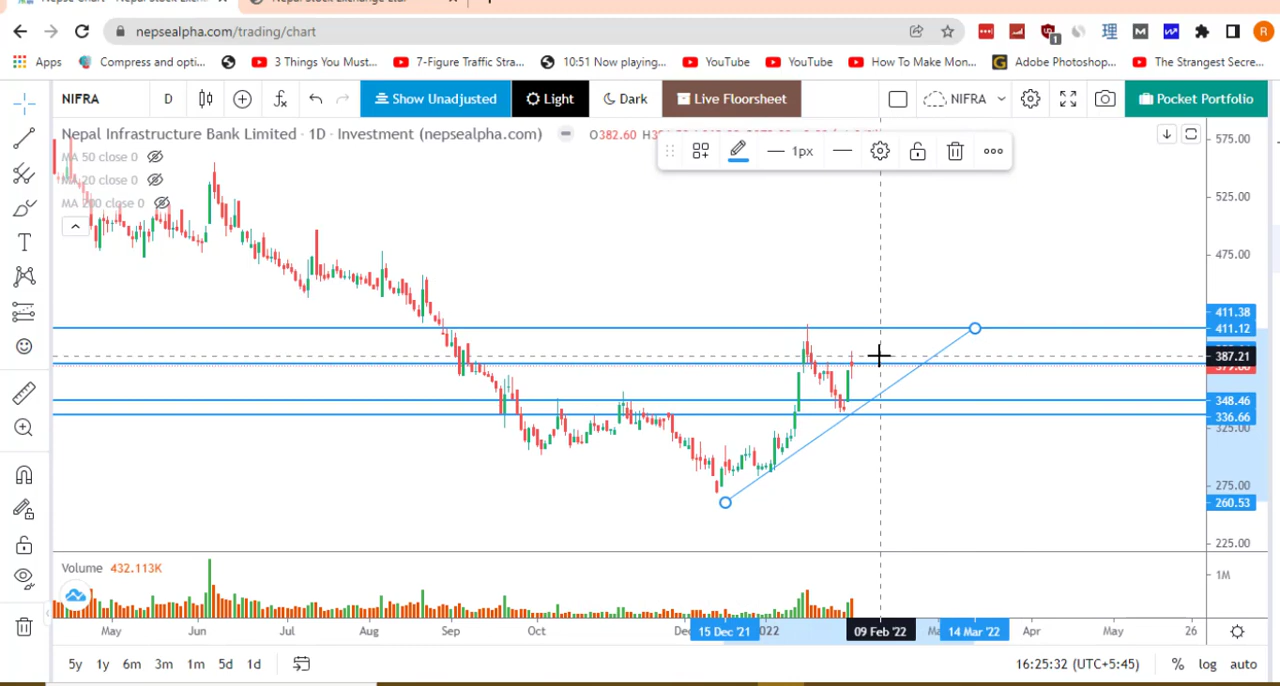 nepsealpha.com/trading/chart
Apps Compress and opti... 3 Things You Must... 7-Figure Traffic Stra... 10:51 Now playing... YouTube YouTube How To Make Mon... Adobe Photoshop... The Strangest Secre...
NIFRA D Show Unadjusted Light Dark Live Floorsheet NIFRA Pocket Portfolio
Nepal Infrastructure Bank Limited · 1D · Investment (nepsealpha.com) O382.60
MA 50 close 0
MA 20 close 0
MA 200 close 0
1px
575.00
525.00
475.00
411.38
411.12
387.21
348.46
336.66
325.00
275.00
260.53
225.00
Volume 432.113K
1M
May Jun Jul Aug Sep Oct 15 Dec '21 09 Feb '22 14 Mar '22 Apr May 26
5y 1y 6m 3m 1m 5d 1d 16:25:32 (UTC+5:45) % log auto